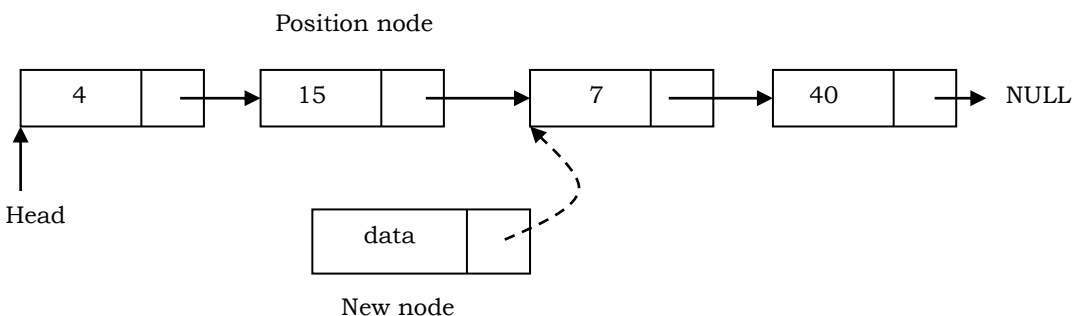 Position node
4 15 7 40 NULL
Head
data
New node